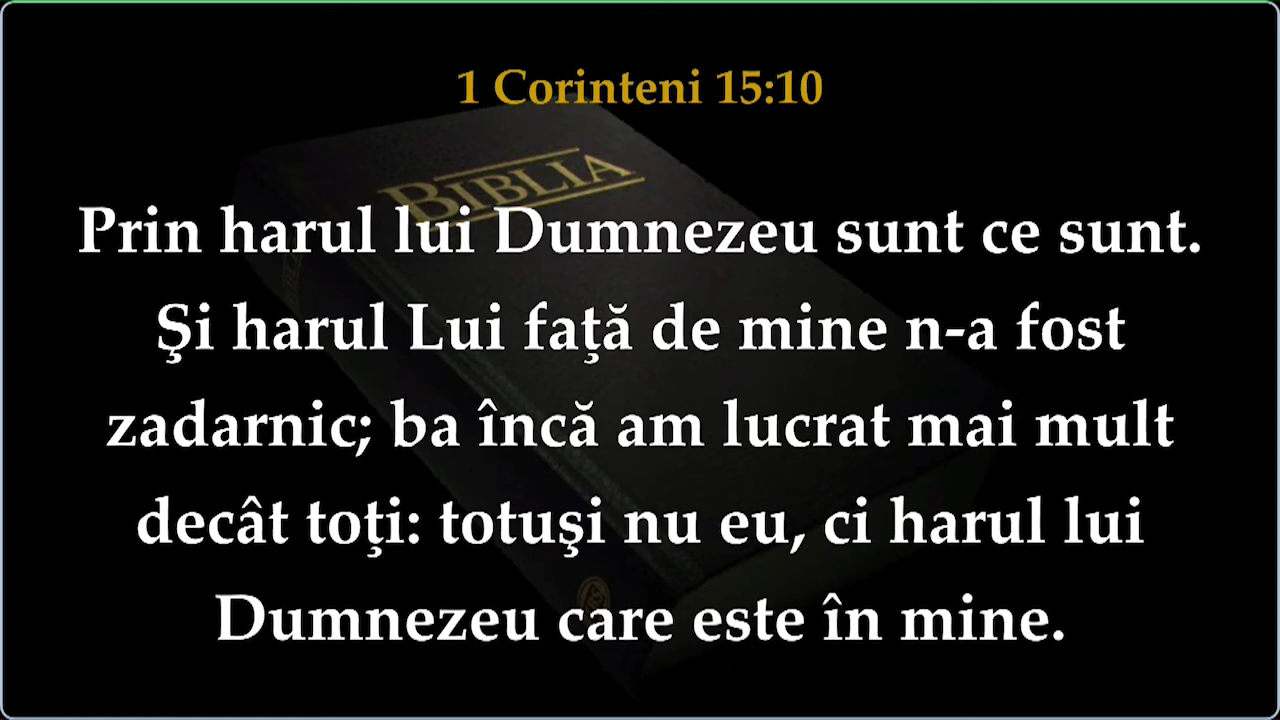 1 Corinteni 15:10
BIBLIA
Prin harul lui Dumnezeu sunt ce sunt.
Şi harul Lui faţă de mine n-a fost
zadarnic; ba încă am lucrat mai mult
decât toţi: totuşi nu eu, ci harul lui
Dumnezeu care este în mine.